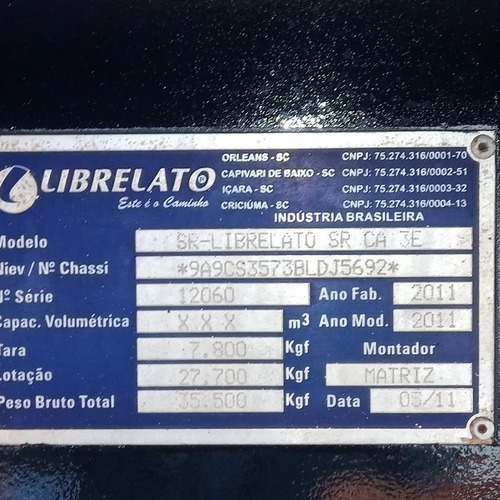 LIBRELATO
Este é o Caminho
ORLEANS - SC CNPJ: 75.274.316/0001-70
CAPIVARI DE BAIXO - SC CNPJ: 75.274.316/0002-51
IÇARA - SC CNPJ: 75.274.316/0003-32
CRICIÚMA - SC CNPJ: 75.274.316/0004-13
INDÚSTRIA BRASILEIRA
Modelo SR-LIBRELATO SR CA 3E
Niev / Nº Chassi *9A9CS3573BLDJ5692*
Nº Série 12060 Ano Fab. 2011
Capac. Volumétrica X X X m3 Ano Mod. 2011
Tara 7,800 Kgf Montador
Lotação 27.700 Kgf MATRIZ
Peso Bruto Total 35.500 Kgf Data 05/11